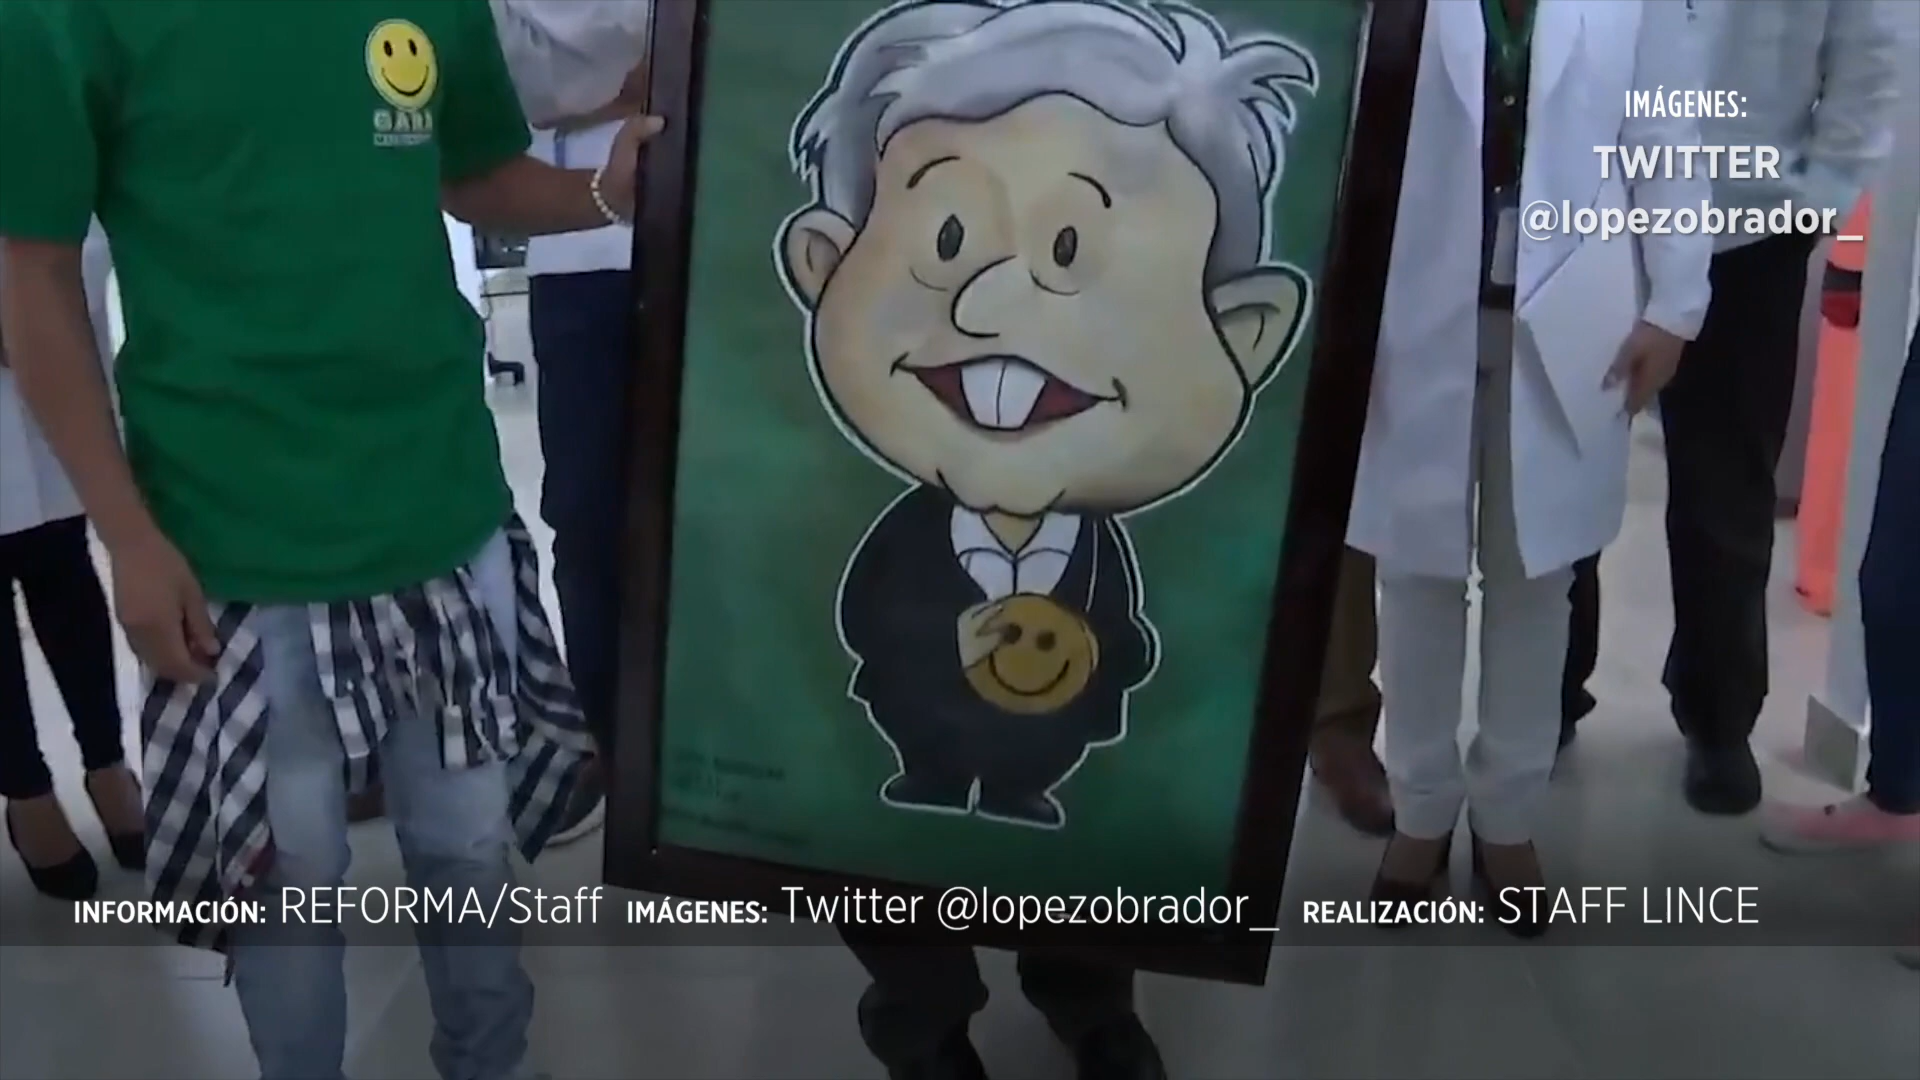 IMÁGENES:
TWITTER
@lopezobrador_
INFORMACIÓN: REFORMA/Staff IMÁGENES: Twitter @lopezobrador_ REALIZACIÓN: STAFF LINCE